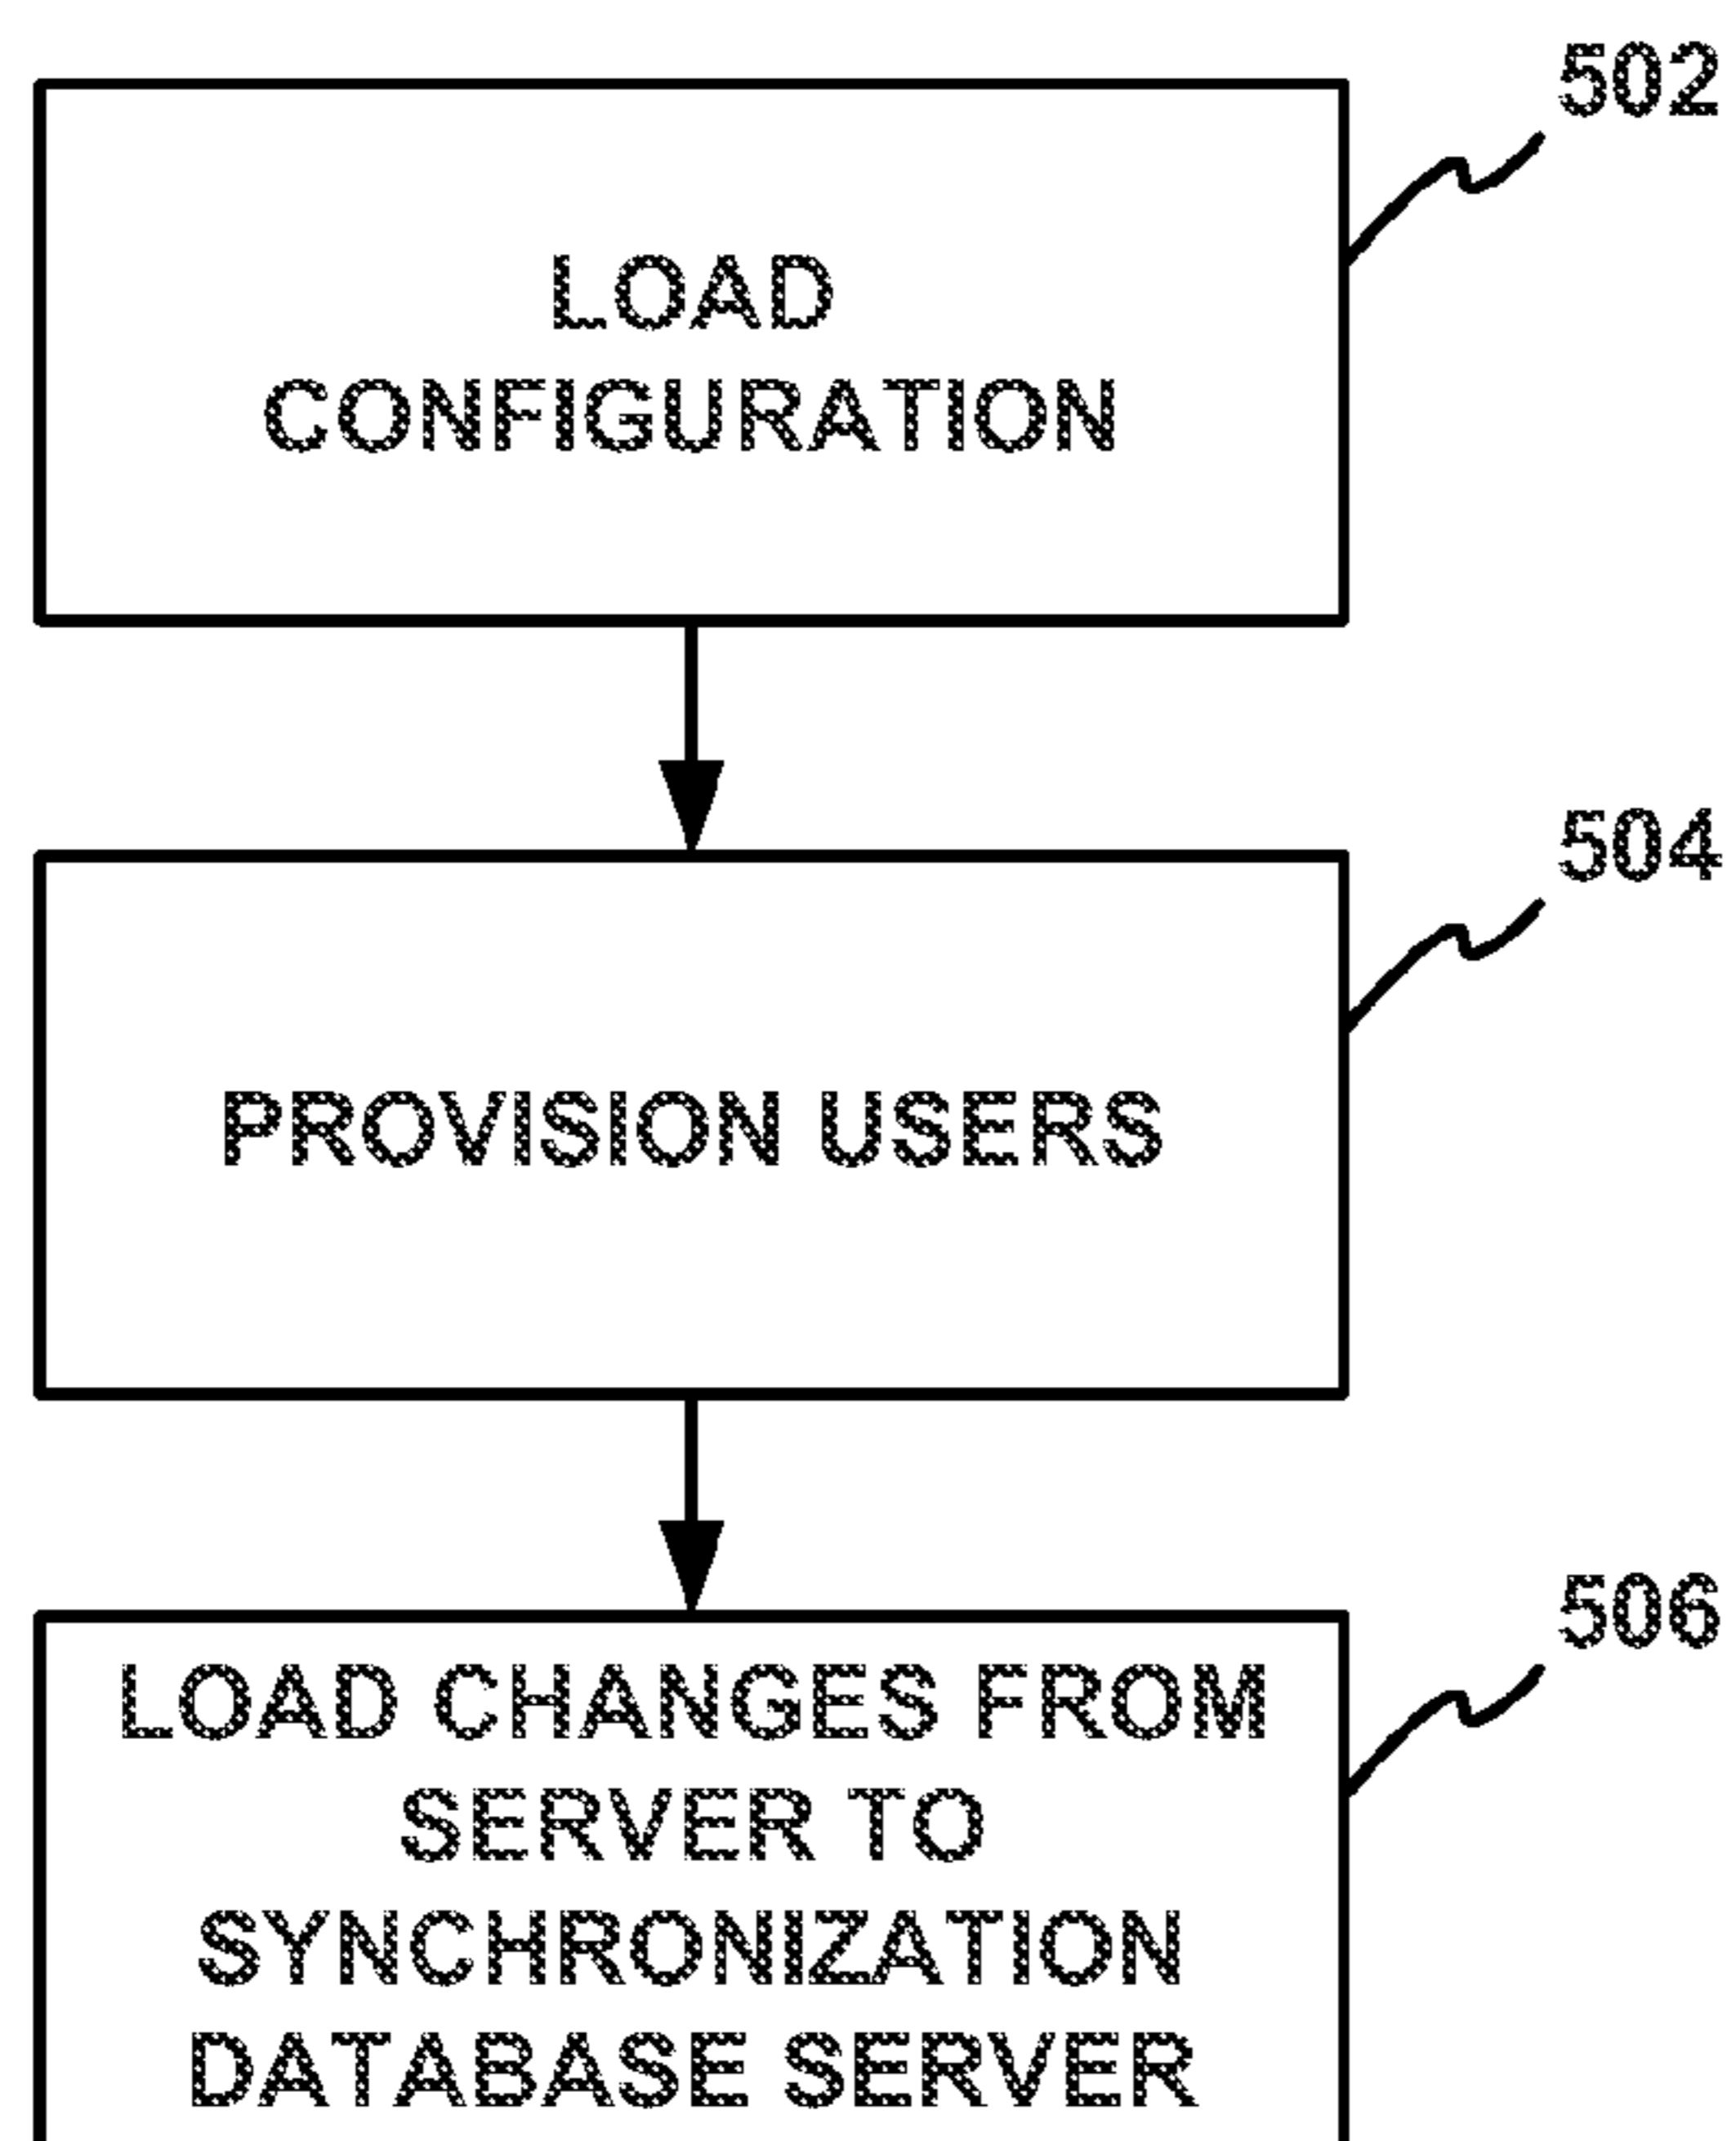 502
LOAD
CONFIGURATION
504
PROVISION USERS
506
LOAD CHANGES FROM
SERVER TO
SYNCHRONIZATION
DATABASE SERVER